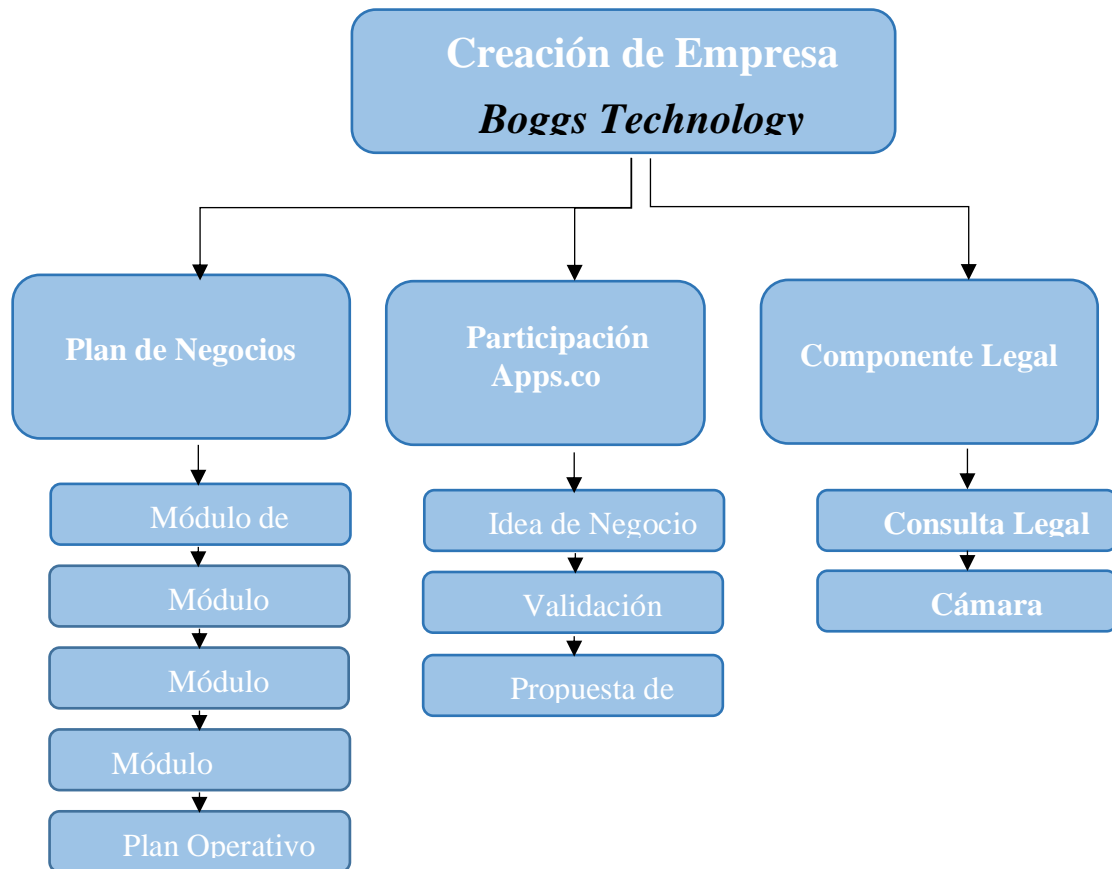 Creación de Empresa
Boggs Technology
Plan de Negocios
Participación
Apps.co
Componente Legal
Módulo de
Módulo
Módulo
Módulo
Plan Operativo
Idea de Negocio
Validación
Propuesta de
Consulta Legal
Cámara